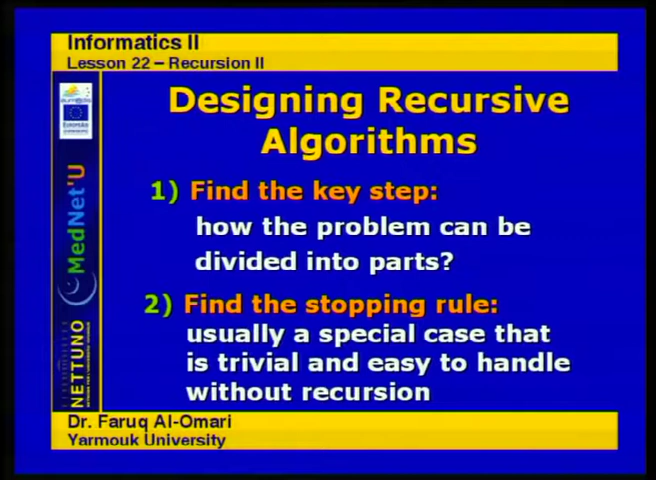 Informatics II
Lesson 22 – Recursion II
Designing Recursive
Algorithms
1) Find the key step:
how the problem can be
divided into parts?
2) Find the stopping rule:
usually a special case that
is trivial and easy to handle
without recursion
MedNet'U
NETTUNO
Dr. Faruq Al-Omari
Yarmouk University